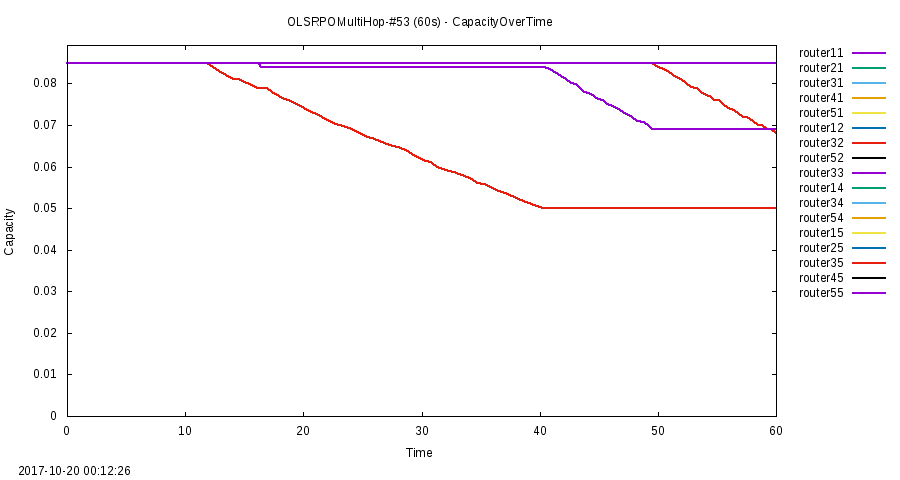 OLSRPOMultiHop-#53 (60s) - CapacityOverTime
router11
router21
router31
router41
router51
router12
router32
router52
router33
router14
router34
router54
router15
router25
router35
router45
router55
0.08
0.07
0.06
0.05
0.04
0.03
0.02
0.01
0
Capacity
0 10 20 30 40 50 60
Time
2017-10-20 00:12:26